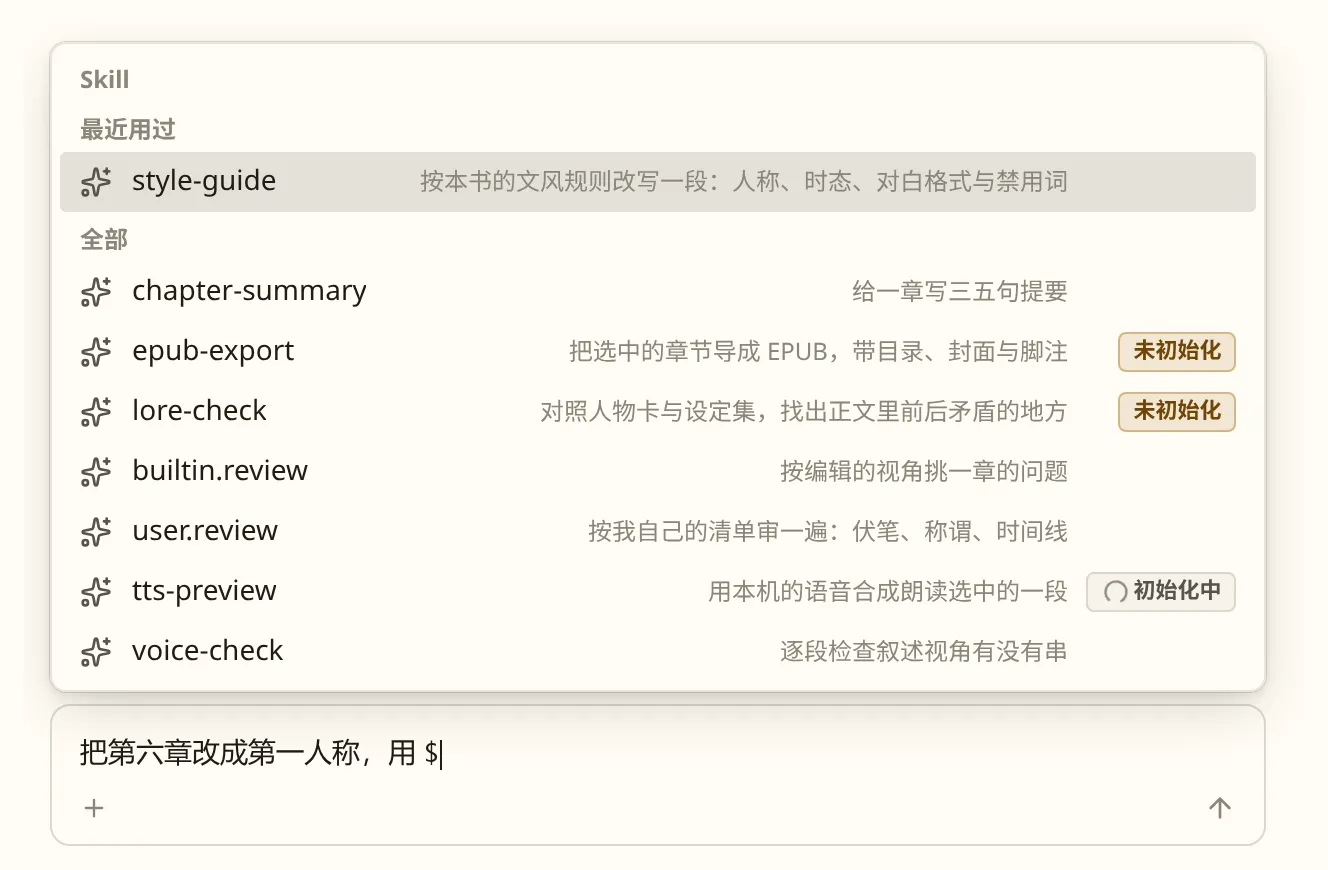 Skill
最近用过
style-guide 按本书的文风规则改写一段：人称、时态、对白格式与禁用词
全部
chapter-summary 给一章写三五句提要
epub-export 把选中的章节导成 EPUB，带目录、封面与脚注 未初始化
lore-check 对照人物卡与设定集，找出正文里前后矛盾的地方 未初始化
builtin.review 按编辑的视角挑一章的问题
user.review 按我自己的清单审一遍：伏笔、称谓、时间线
tts-preview 用本机的语音合成朗读选中的一段 初始化中
voice-check 逐段检查叙述视角有没有串
把第六章改成第一人称，用 $